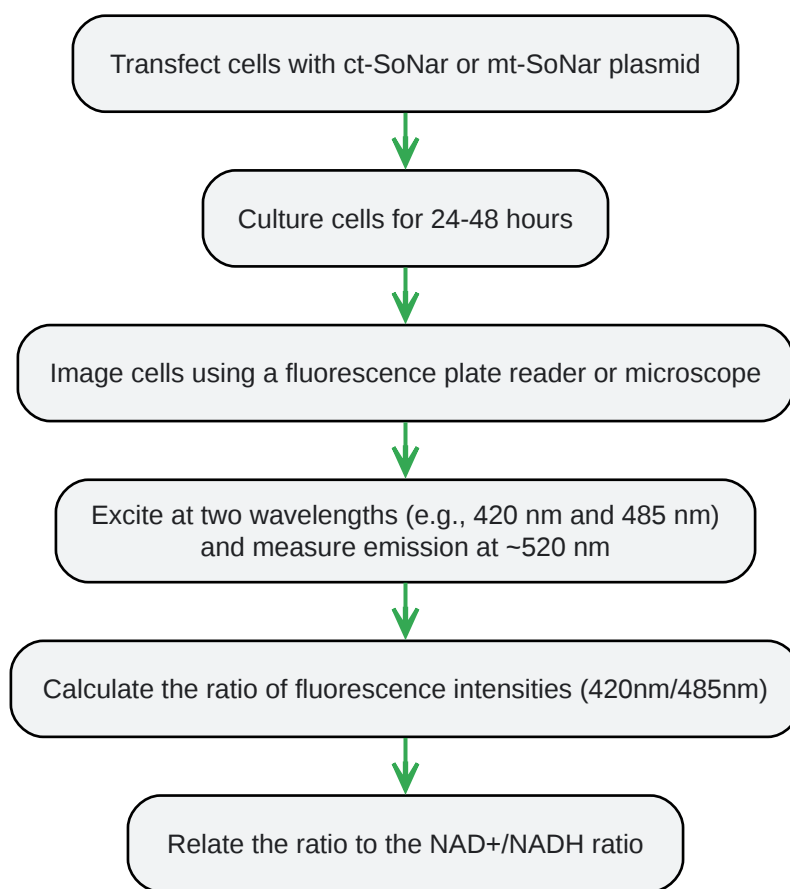 Transfect cells with ct-SoNar or mt-SoNar plasmid
Culture cells for 24-48 hours
Image cells using a fluorescence plate reader or microscope
Excite at two wavelengths (e.g., 420 nm and 485 nm)
and measure emission at ~520 nm
Calculate the ratio of fluorescence intensities (420nm/485nm)
Relate the ratio to the NAD+/NADH ratio